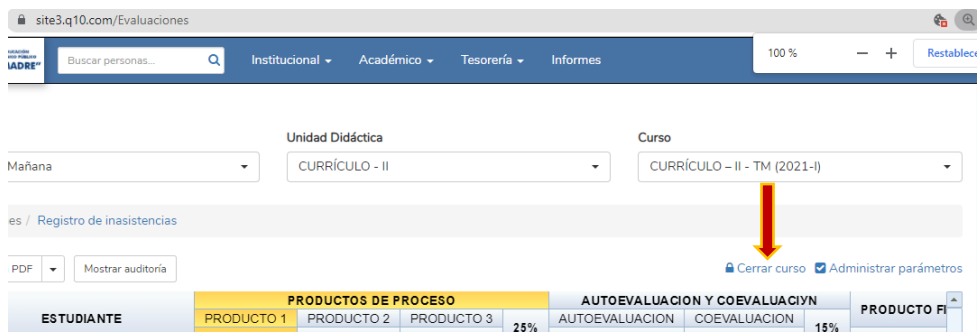 site3.q10.com/Evaluaciones
Buscar personas...
Institucional
Académico
Tesorería
Informes
100 %
Restablece
Unidad Didáctica
Curso
Mañana
CURRÍCULO - II
CURRÍCULO – II - TM (2021-I)
es / Registro de inasistencias
PDF
Mostrar auditoría
Cerrar curso
Administrar parámetros
ESTUDIANTE
PRODUCTOS DE PROCESO
AUTOEVALUACION Y COEVALUACIYN
PRODUCTO FI
PRODUCTO 1
PRODUCTO 2
PRODUCTO 3
25%
AUTOEVALUACION
COEVALUACION
15%